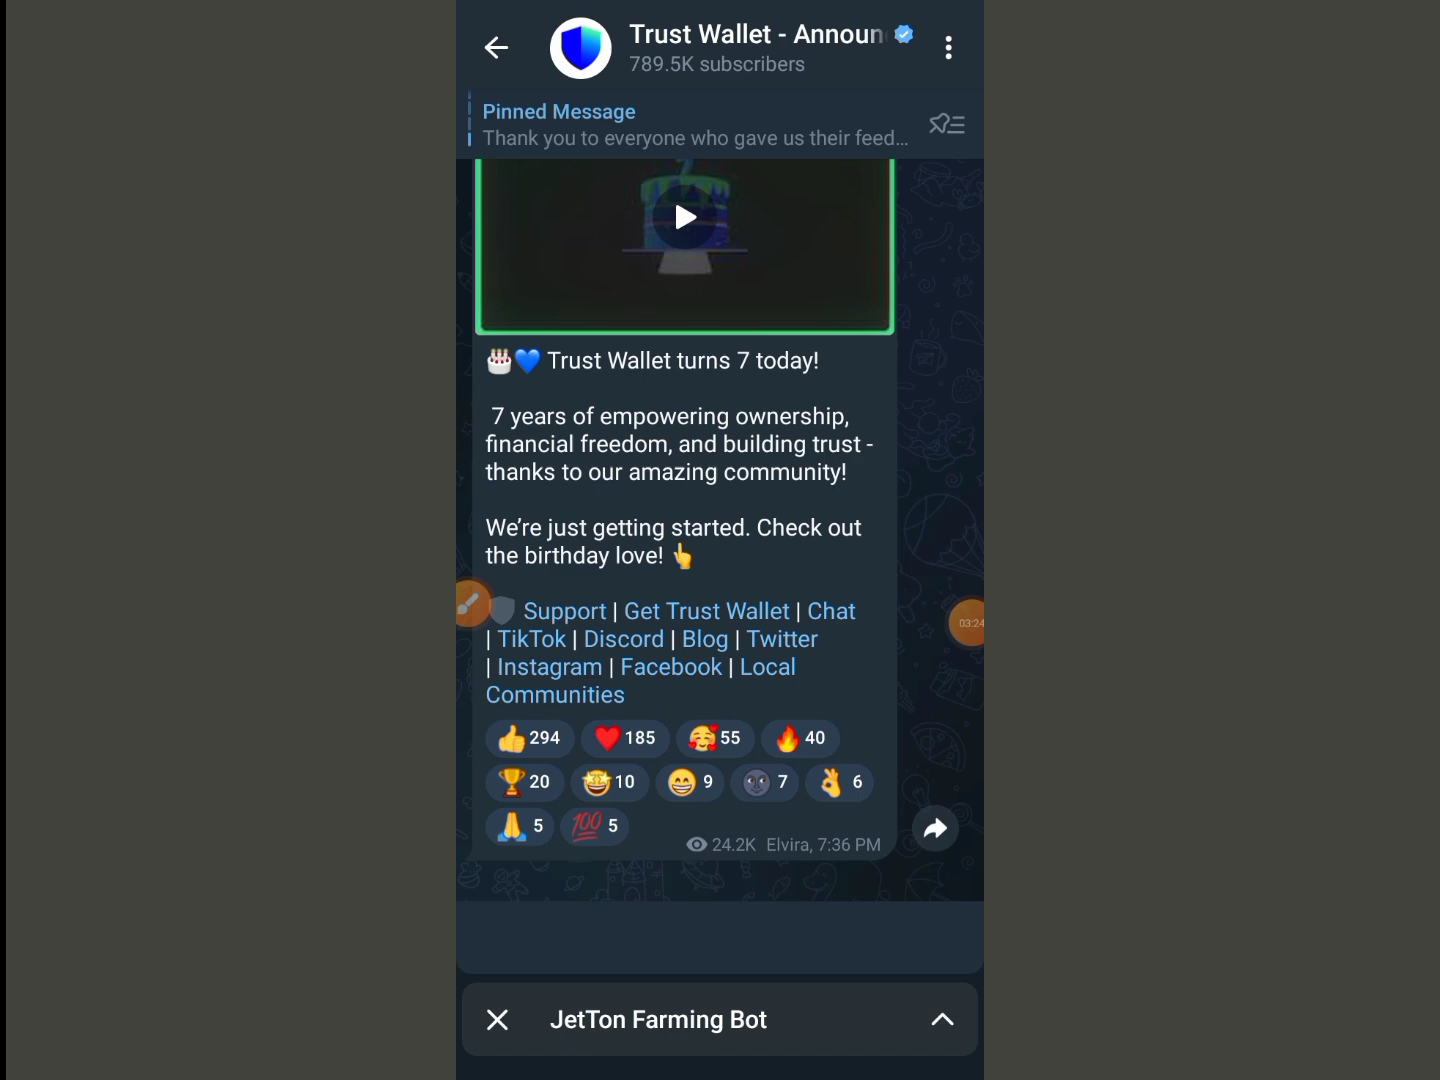 Trust Wallet - Announ
789.5K subscribers
Pinned Message
Thank you to everyone who gave us their feed...
🎂💙 Trust Wallet turns 7 today!
7 years of empowering ownership,
financial freedom, and building trust -
thanks to our amazing community!
We're just getting started. Check out
the birthday love! 👆
Support | Get Trust Wallet | Chat
| TikTok | Discord | Blog | Twitter
| Instagram | Facebook | Local
Communities
03:24
👍 294 ❤️ 185 🥰 55 🔥 40
🏆 20 🤩 10 😁 9 🌚 7 👌 6
🙏 5 💯 5
24.2K Elvira, 7:36 PM
JetTon Farming Bot